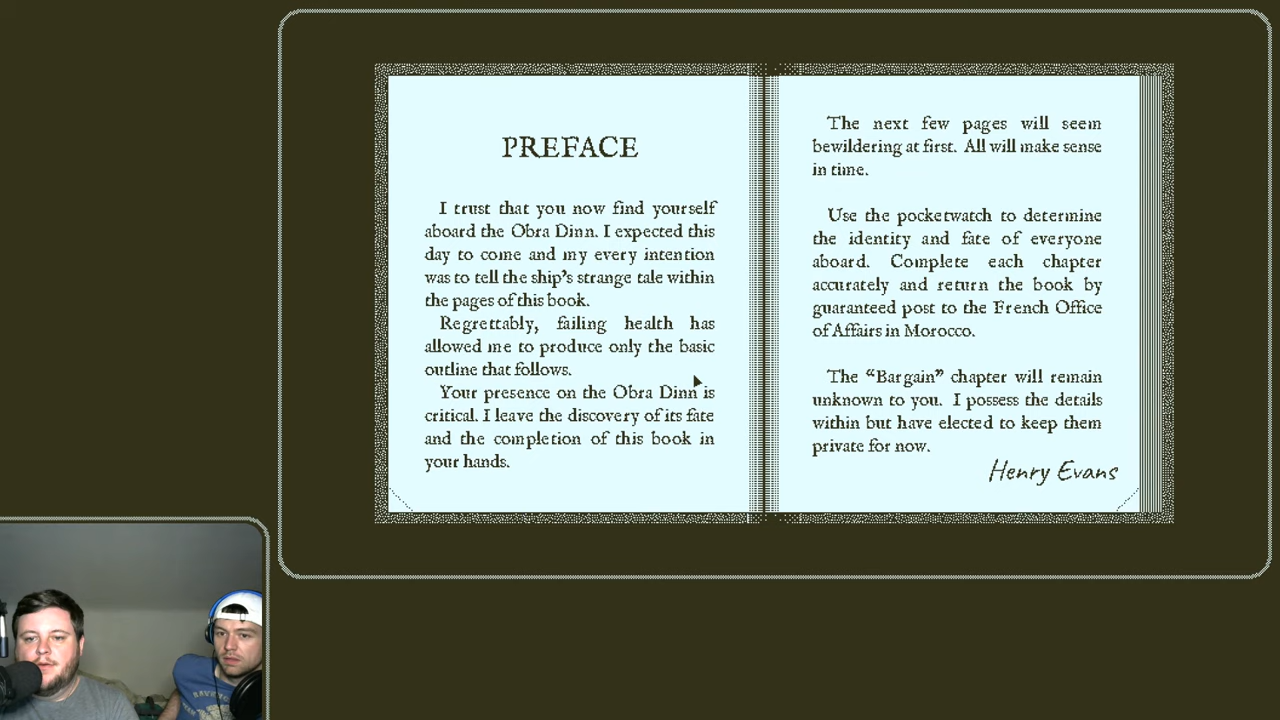 PREFACE
I trust that you now find yourself
aboard the Obra Dinn. I expected this
day to come and my every intention
was to tell the ship's strange tale within
the pages of this book.
Regrettably, failing health has
allowed me to produce only the basic
outline that follows.
Your presence on the Obra Dinn is
critical. I leave the discovery of its fate
and the completion of this book in
your hands.
The next few pages will seem
bewildering at first. All will make sense
in time.
Use the pocketwatch to determine
the identity and fate of everyone
aboard. Complete each chapter
accurately and return the book by
guaranteed post to the French Office
of Affairs in Morocco.
The “Bargain” chapter will remain
unknown to you. I possess the details
within but have elected to keep them
private for now.
Henry Evans